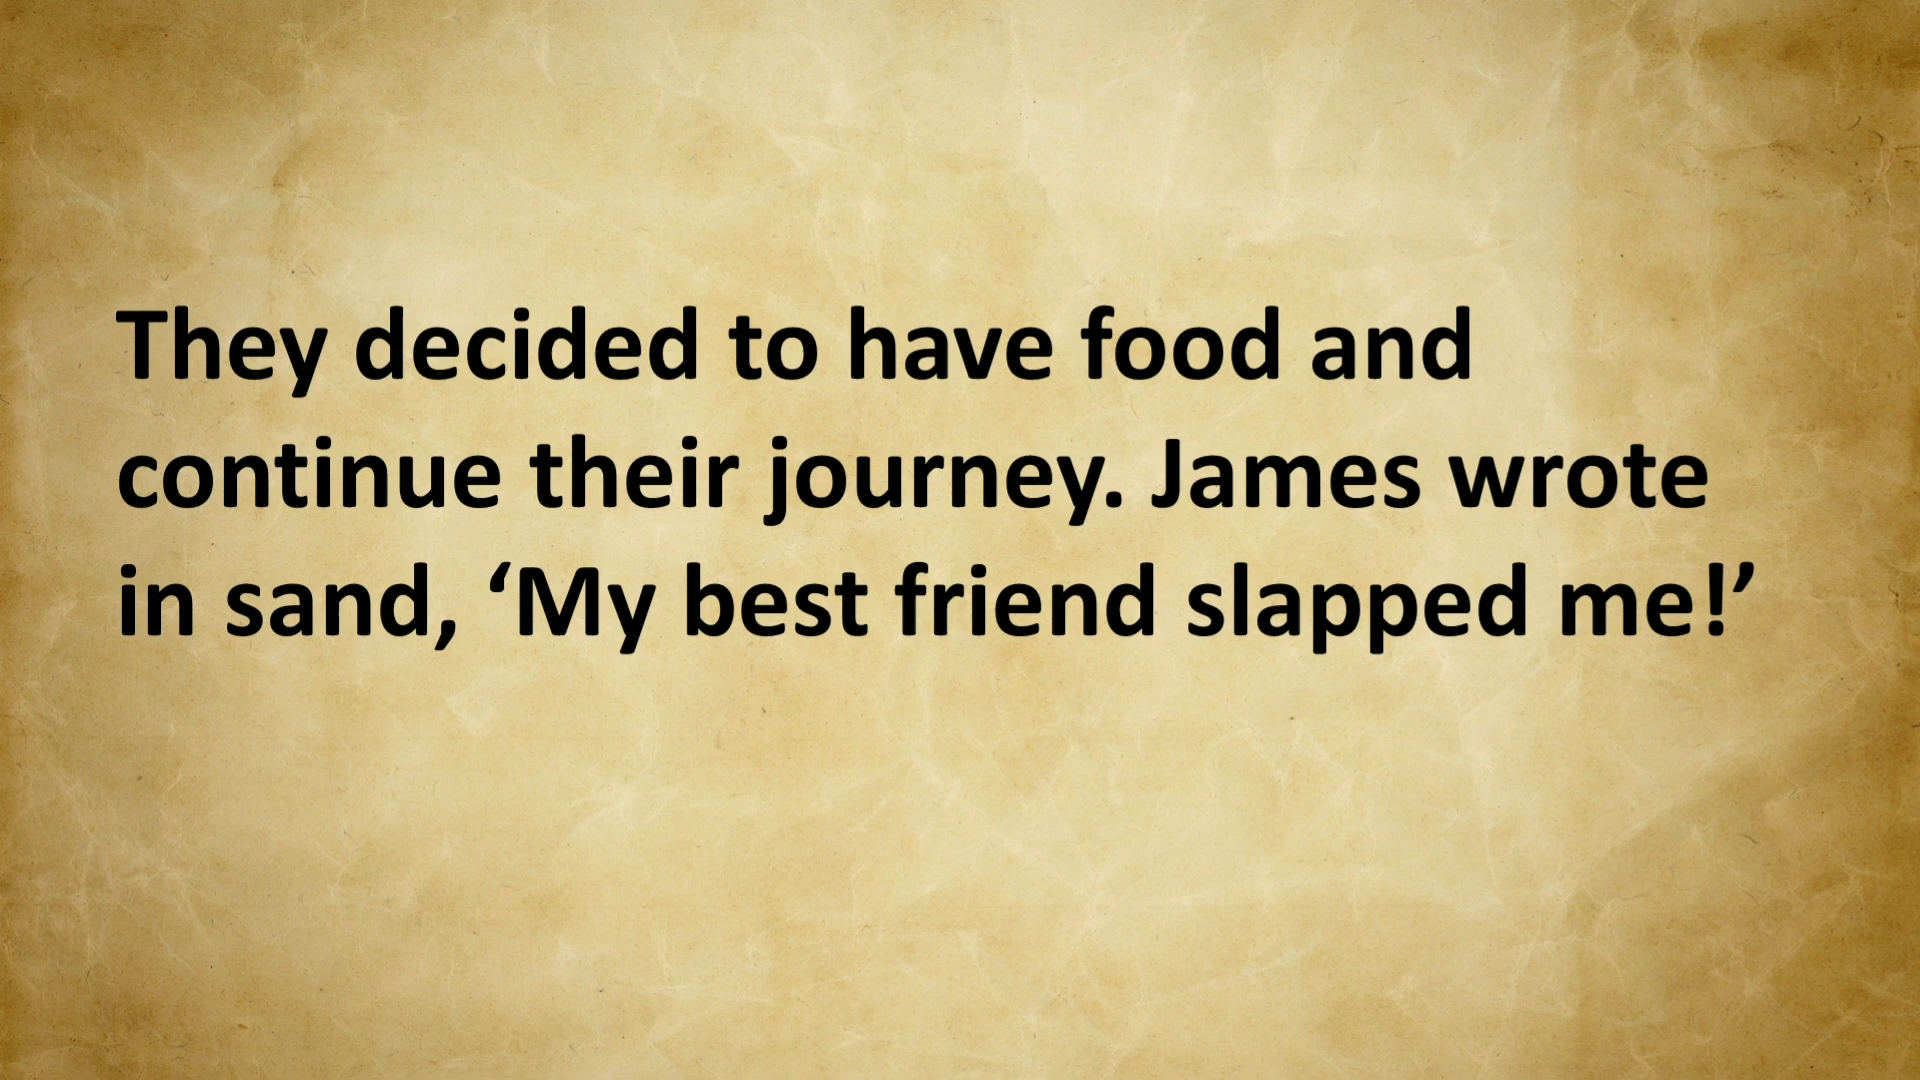 They decided to have food and
continue their journey. James wrote
in sand, ‘My best friend slapped me!’